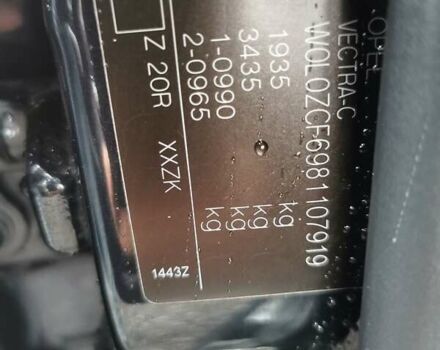 OPEL
VECTRA-C
W0L0ZCF6981107919
1935 kg
3435 kg
1-0990 kg
2-0965 kg
Z 20R XXZK
1443Z